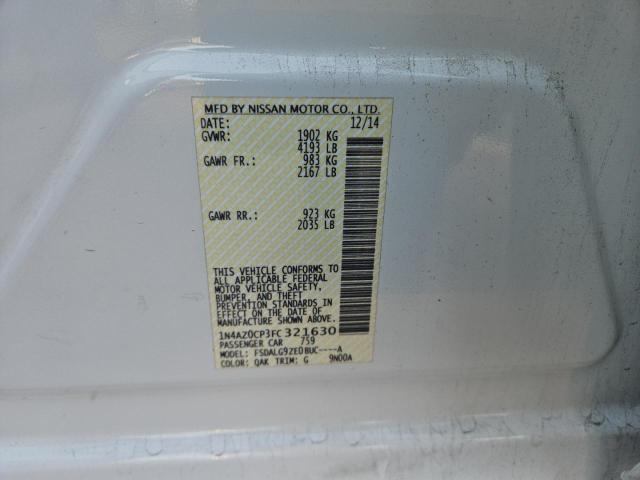 MFD BY NISSAN MOTOR CO., LTD.
DATE: 12/14
GVWR: 1902 KG
4193 LB
GAWR FR.: 983 KG
2167 LB
GAWR RR.: 923 KG
2035 LB
THIS VEHICLE CONFORMS TO
ALL APPLICABLE FEDERAL
MOTOR VEHICLE SAFETY,
BUMPER, AND THEFT
PREVENTION STANDARDS
IN EFFECT ON THE DATE OF
MANUFACTURE SHOWN ABOVE.
1N4AZ0CP3FC321630
PASSENGER CAR 759
MODEL: FSDALG9ZE0BUC----A
COLOR: QAK TRIM: G 9N00A